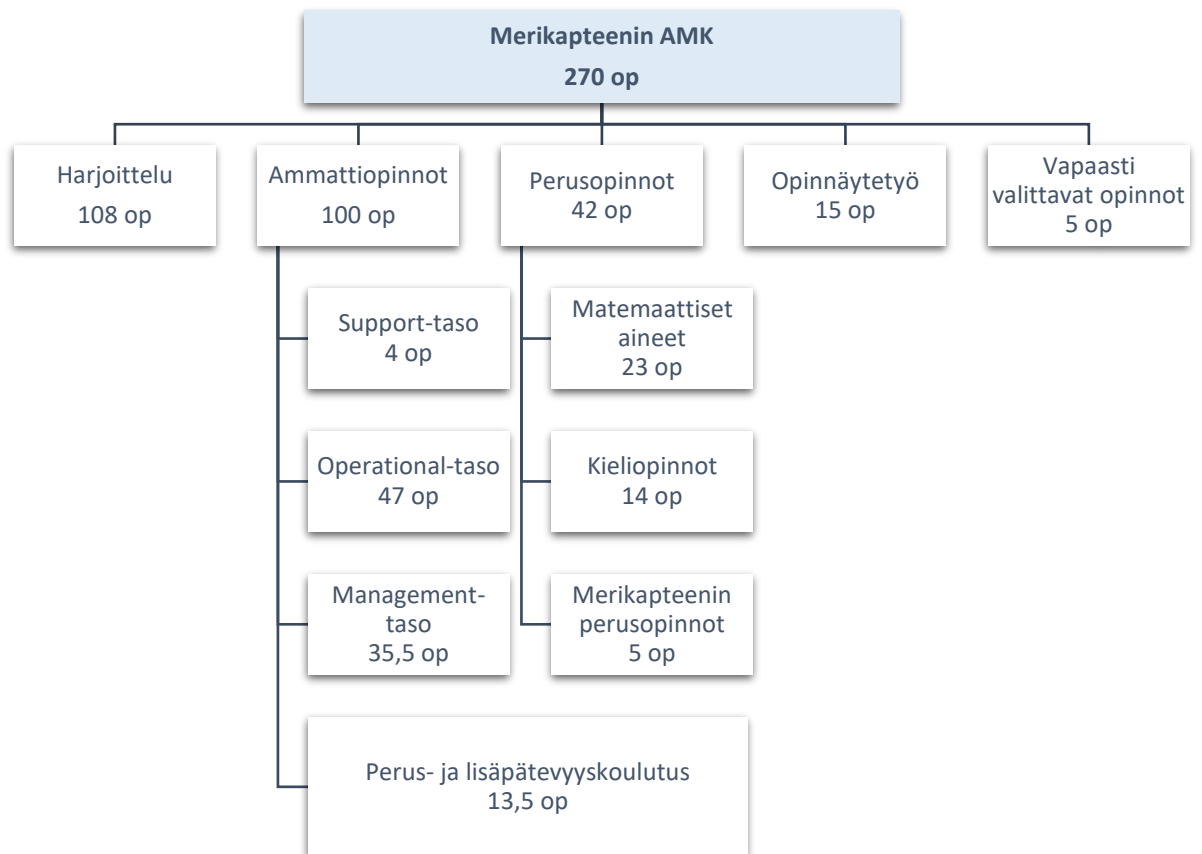 Merikapteenin AMK
270 op
Harjoittelu
108 op
Ammattiopinnot
100 op
Perusopinnot
42 op
Opinnäytetyö
15 op
Vapaasti
valittavat opinnot
5 op
Support-taso
4 op
Operational-taso
47 op
Management-
taso
35,5 op
Perus- ja lisäpätevyyskoulutus
13,5 op
Matemaattiset
aineet
23 op
Kieliopinnot
14 op
Merikapteenin
perusopinnot
5 op